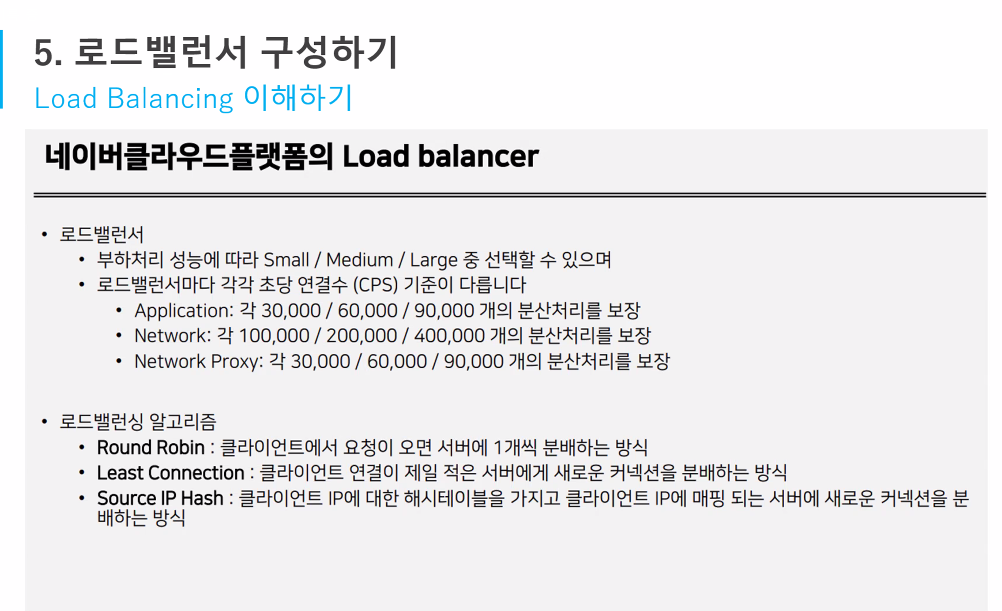 5. 로드밸런서 구성하기
Load Balancing 이해하기
네이버클라우드플랫폼의 Load balancer
• 로드밸런서
• 부하처리 성능에 따라 Small / Medium / Large 중 선택할 수 있으며
• 로드밸런서마다 각각 초당 연결수 (CPS) 기준이 다릅니다
• Application: 각 30,000 / 60,000 / 90,000 개의 분산처리를 보장
• Network: 각 100,000 / 200,000 / 400,000 개의 분산처리를 보장
• Network Proxy: 각 30,000 / 60,000 / 90,000 개의 분산처리를 보장
• 로드밸런싱 알고리즘
• Round Robin : 클라이언트에서 요청이 오면 서버에 1개씩 분배하는 방식
• Least Connection : 클라이언트 연결이 제일 적은 서버에게 새로운 커넥션을 분배하는 방식
• Source IP Hash : 클라이언트 IP에 대한 해시테이블을 가지고 클라이언트 IP에 매핑 되는 서버에 새로운 커넥션을 분
배하는 방식